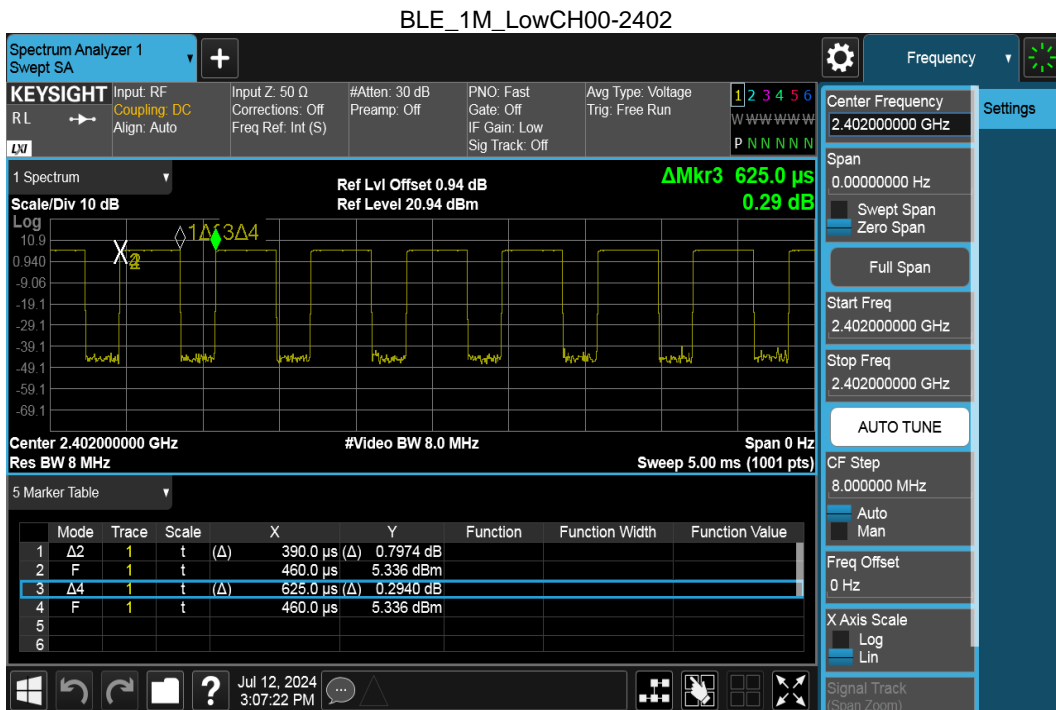 BLE_1M_LowCH00-2402
Spectrum Analyzer 1
Swept SA
Frequency
KEYSIGHT
RL
LXI
Input: RF
Coupling: DC
Align: Auto
Input Z: 50 Ω
Corrections: Off
Freq Ref: Int (S)
#Atten: 30 dB
Preamp: Off
PNO: Fast
Gate: Off
IF Gain: Low
Sig Track: Off
Avg Type: Voltage
Trig: Free Run
1 2 3 4 5 6
W W W W W W
P N N N N N
1 Spectrum
Scale/Div 10 dB
Ref Lvl Offset 0.94 dB
Ref Level 20.94 dBm
ΔMkr3 625.0 µs
0.29 dB
Log
10.9
0.940
-9.06
-19.1
-29.1
-39.1
-49.1
-59.1
-69.1
X
3Δ4
Center 2.402000000 GHz
#Video BW 8.0 MHz
Span 0 Hz
Res BW 8 MHz
Sweep 5.00 ms (1001 pts)
5 Marker Table
Mode Trace Scale X Y Function Function Width Function Value
1 Δ2 1 t (Δ) 390.0 µs (Δ) 0.7974 dB
2 F 1 t 460.0 µs 5.336 dBm
3 Δ4 1 t (Δ) 625.0 µs (Δ) 0.2940 dB
4 F 1 t 460.0 µs 5.336 dBm
5
6
Jul 12, 2024
3:07:22 PM
Center Frequency
2.402000000 GHz
Settings
Span
0.00000000 Hz
Swept Span
Zero Span
Full Span
Start Freq
2.402000000 GHz
Stop Freq
2.402000000 GHz
AUTO TUNE
CF Step
8.000000 MHz
Auto
Man
Freq Offset
0 Hz
X Axis Scale
Log
Lin
Signal Track
(Span Zoom)